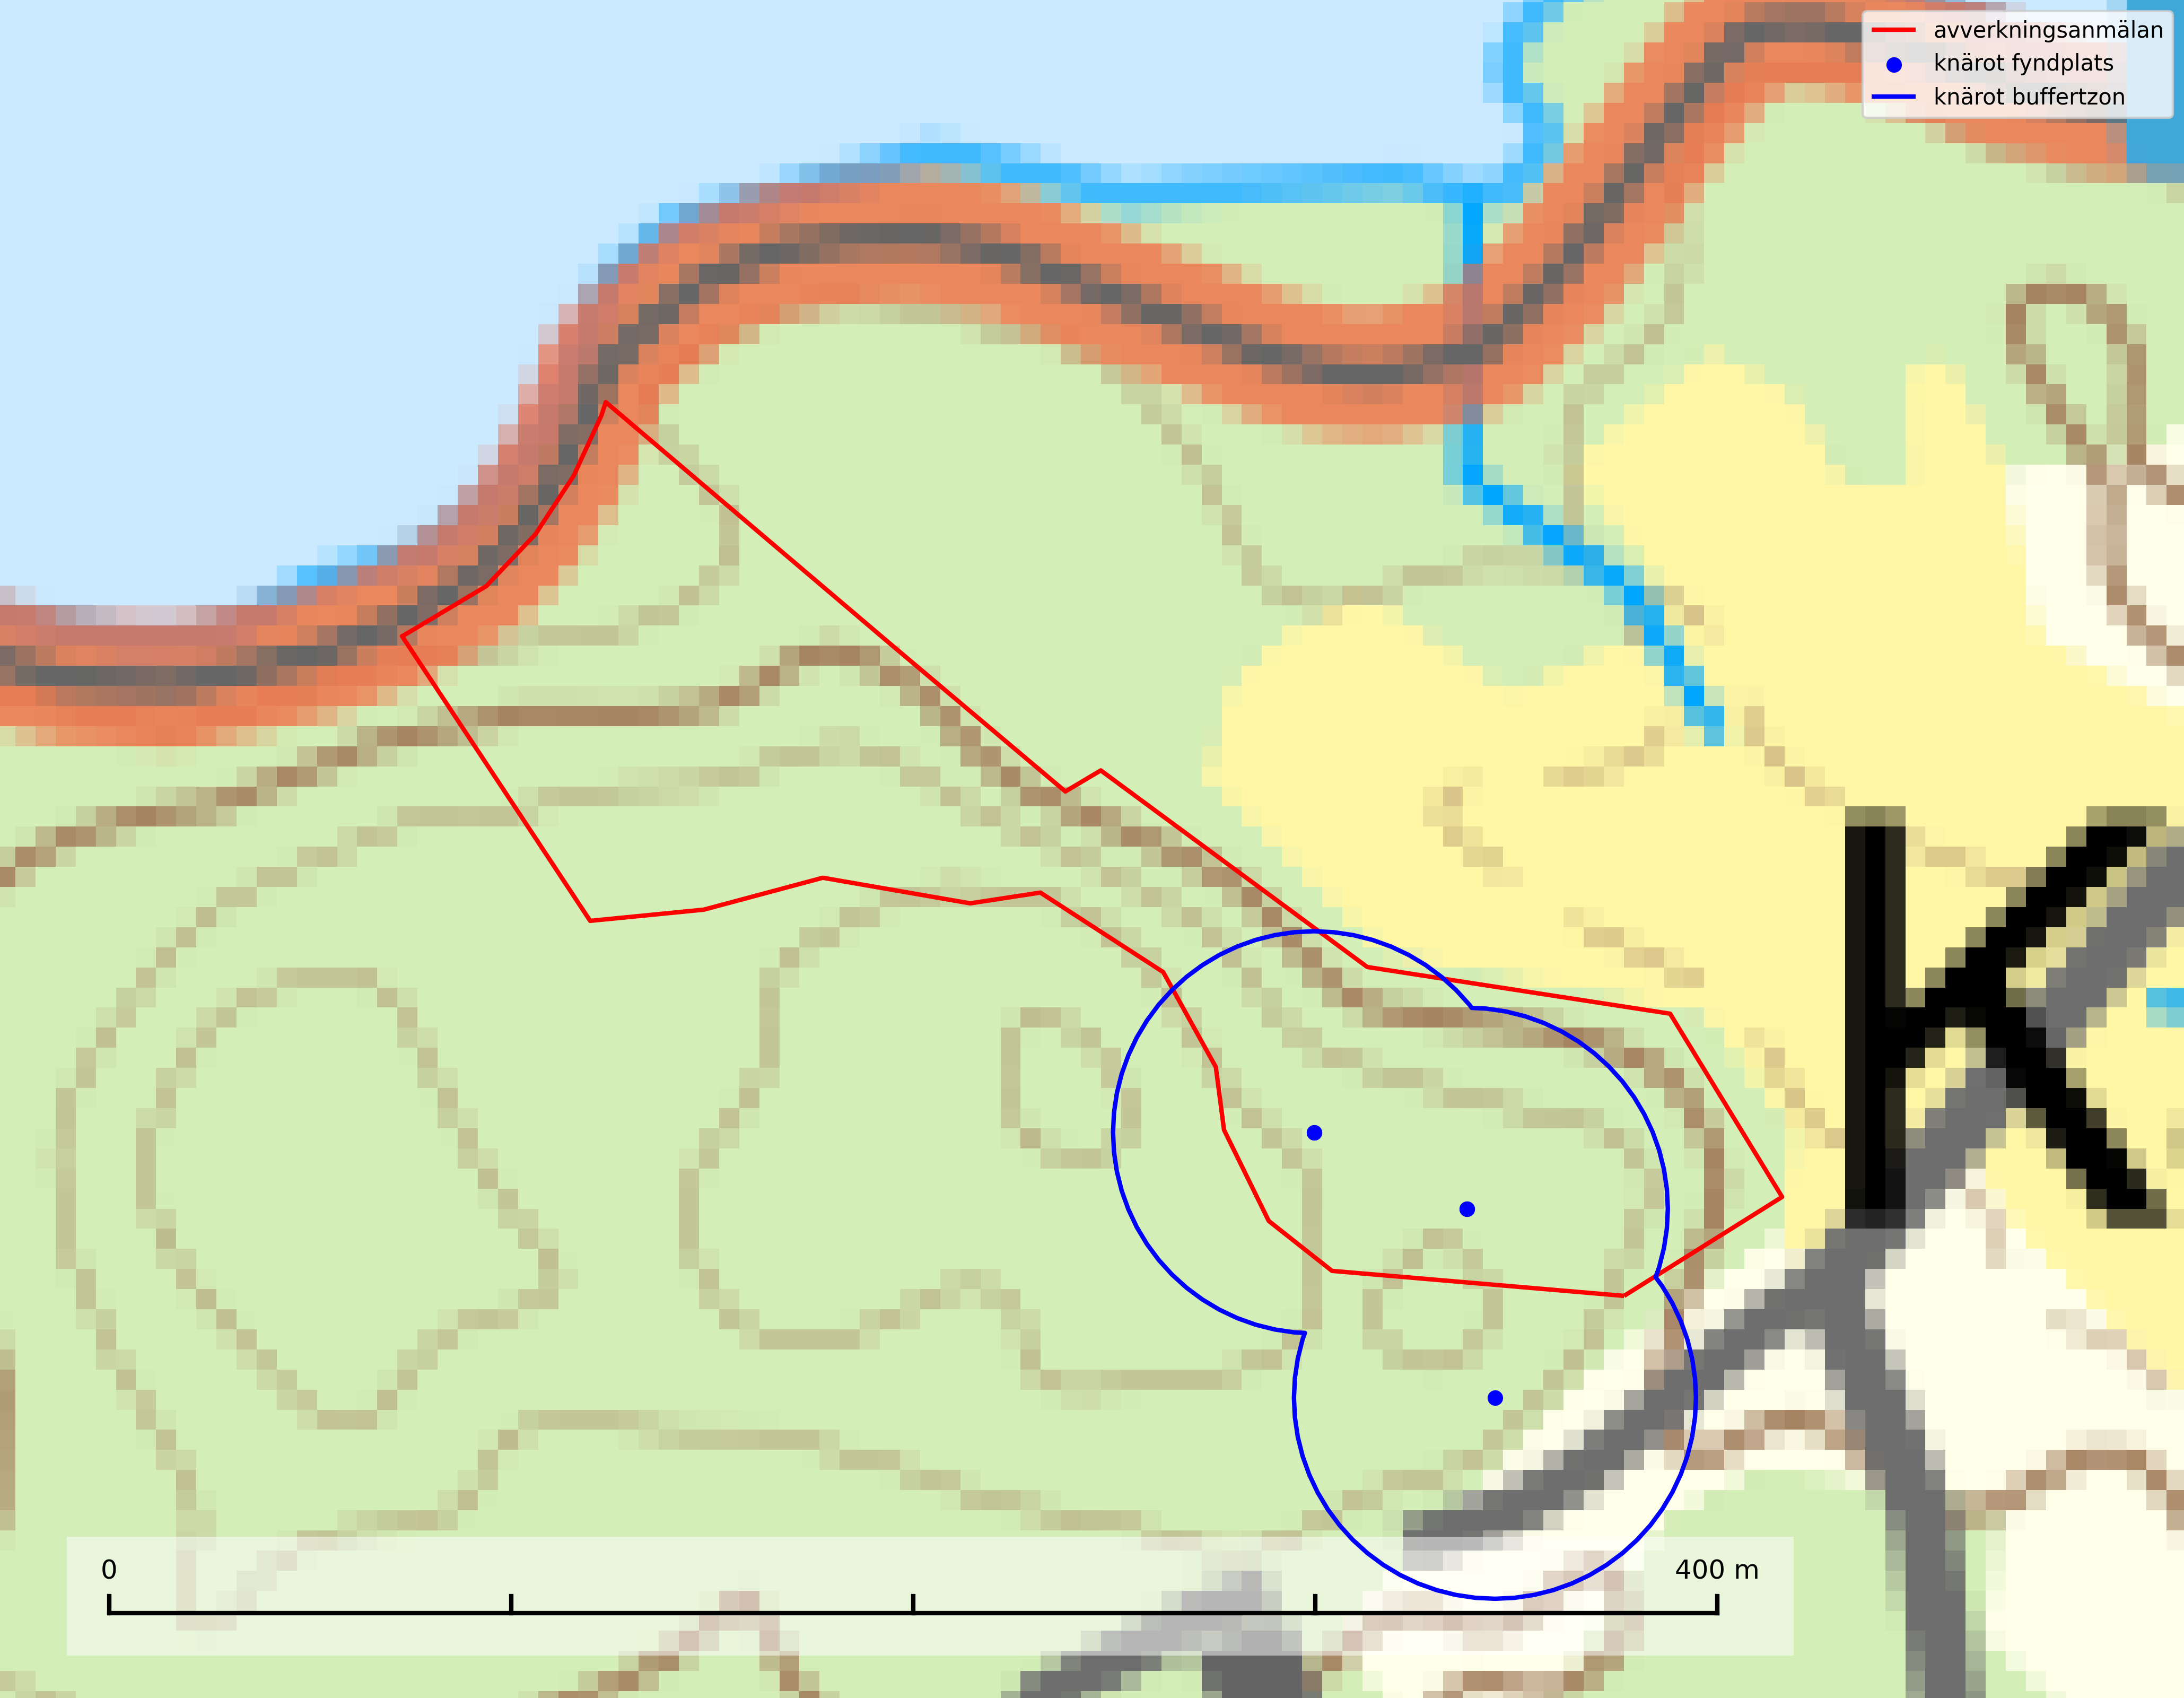 avverkningsanmälan
knärot fyndplats
knärot buffertzon
0
400 m